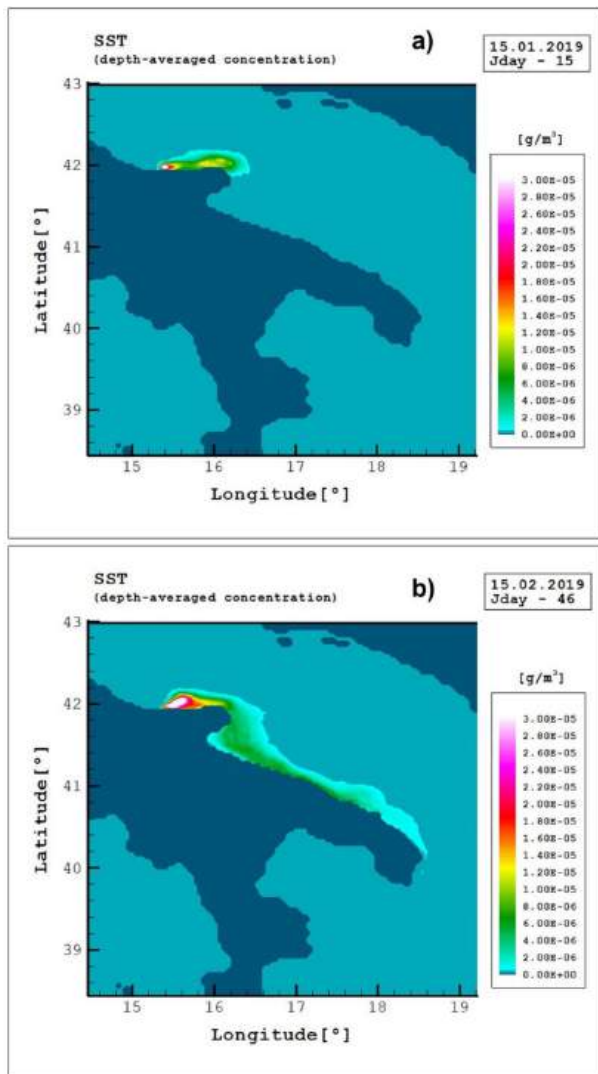 SST
(depth-averaged concentration)
a)
15.01.2019
Jday - 15
[g/m³]
3.00E-05
2.80E-05
2.60E-05
2.40E-05
2.20E-05
2.00E-05
1.80E-05
1.60E-05
1.40E-05
1.20E-05
1.00E-05
8.00E-06
6.00E-06
4.00E-06
2.00E-06
0.00E+00
Latitude[°]
43
42
41
40
39
15 16 17 18 19
Longitude[°]
SST
(depth-averaged concentration)
b)
15.02.2019
Jday - 46
[g/m³]
3.00E-05
2.80E-05
2.60E-05
2.40E-05
2.20E-05
2.00E-05
1.80E-05
1.60E-05
1.40E-05
1.20E-05
1.00E-05
8.00E-06
6.00E-06
4.00E-06
2.00E-06
0.00E+00
Latitude[°]
43
42
41
40
39
15 16 17 18 19
Longitude[°]